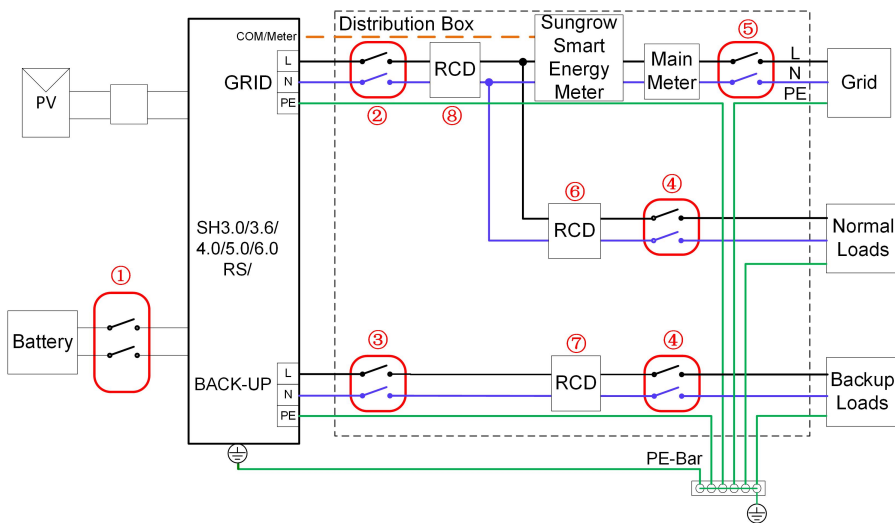 Distribution Box
COM/Meter
Sungrow
Smart
Energy
Meter
⑤
L
N
PE
GRID
L
N
PE
RCD
Main
Meter
Grid
PV
②
⑧
⑥
④
SH3.0/3.6/
4.0/5.0/6.0
RS/
RCD
Normal
Loads
①
Battery
③
⑦
④
BACK-UP
L
N
PE
RCD
Backup
Loads
PE-Bar